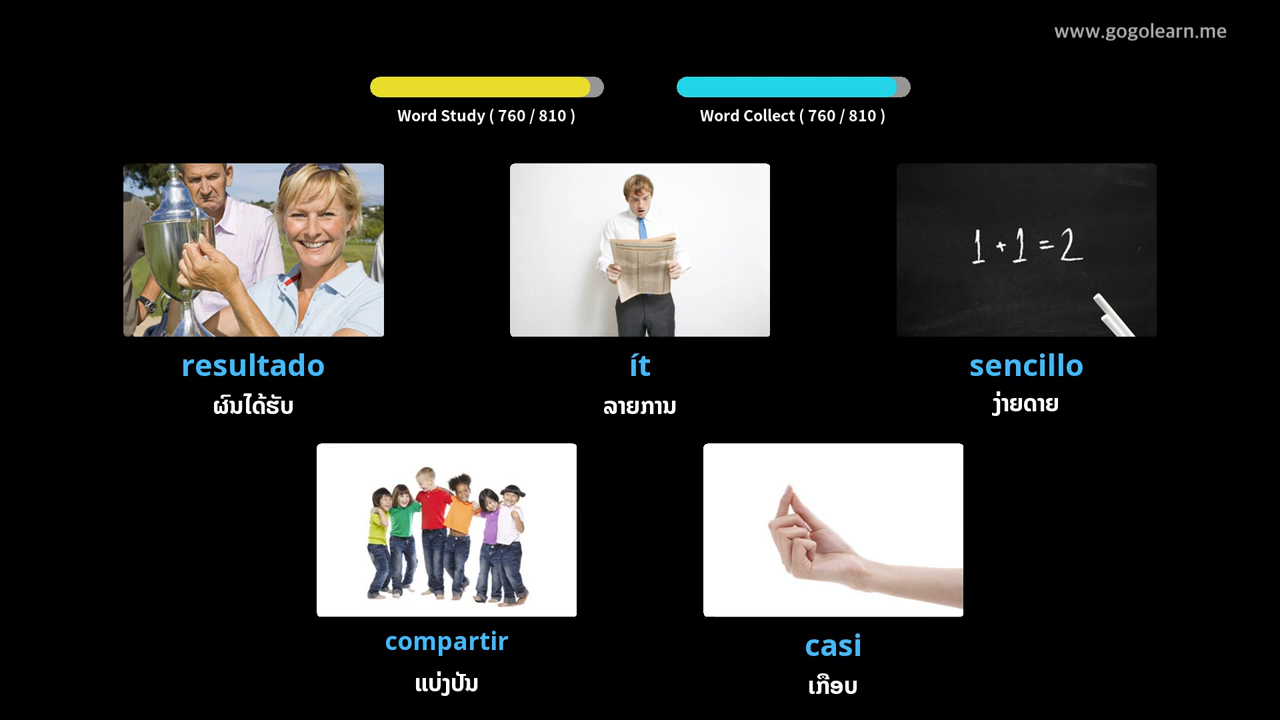 www.gogolearn.me
Word Study ( 760 / 810 )
Word Collect ( 760 / 810 )
1 + 1 = 2
resultado
ຜົນໄດ້ຮັບ
ít
ລາຍການ
sencillo
ງ່າຍດາຍ
compartir
ແບ່ງປັນ
casi
ເກືອບ